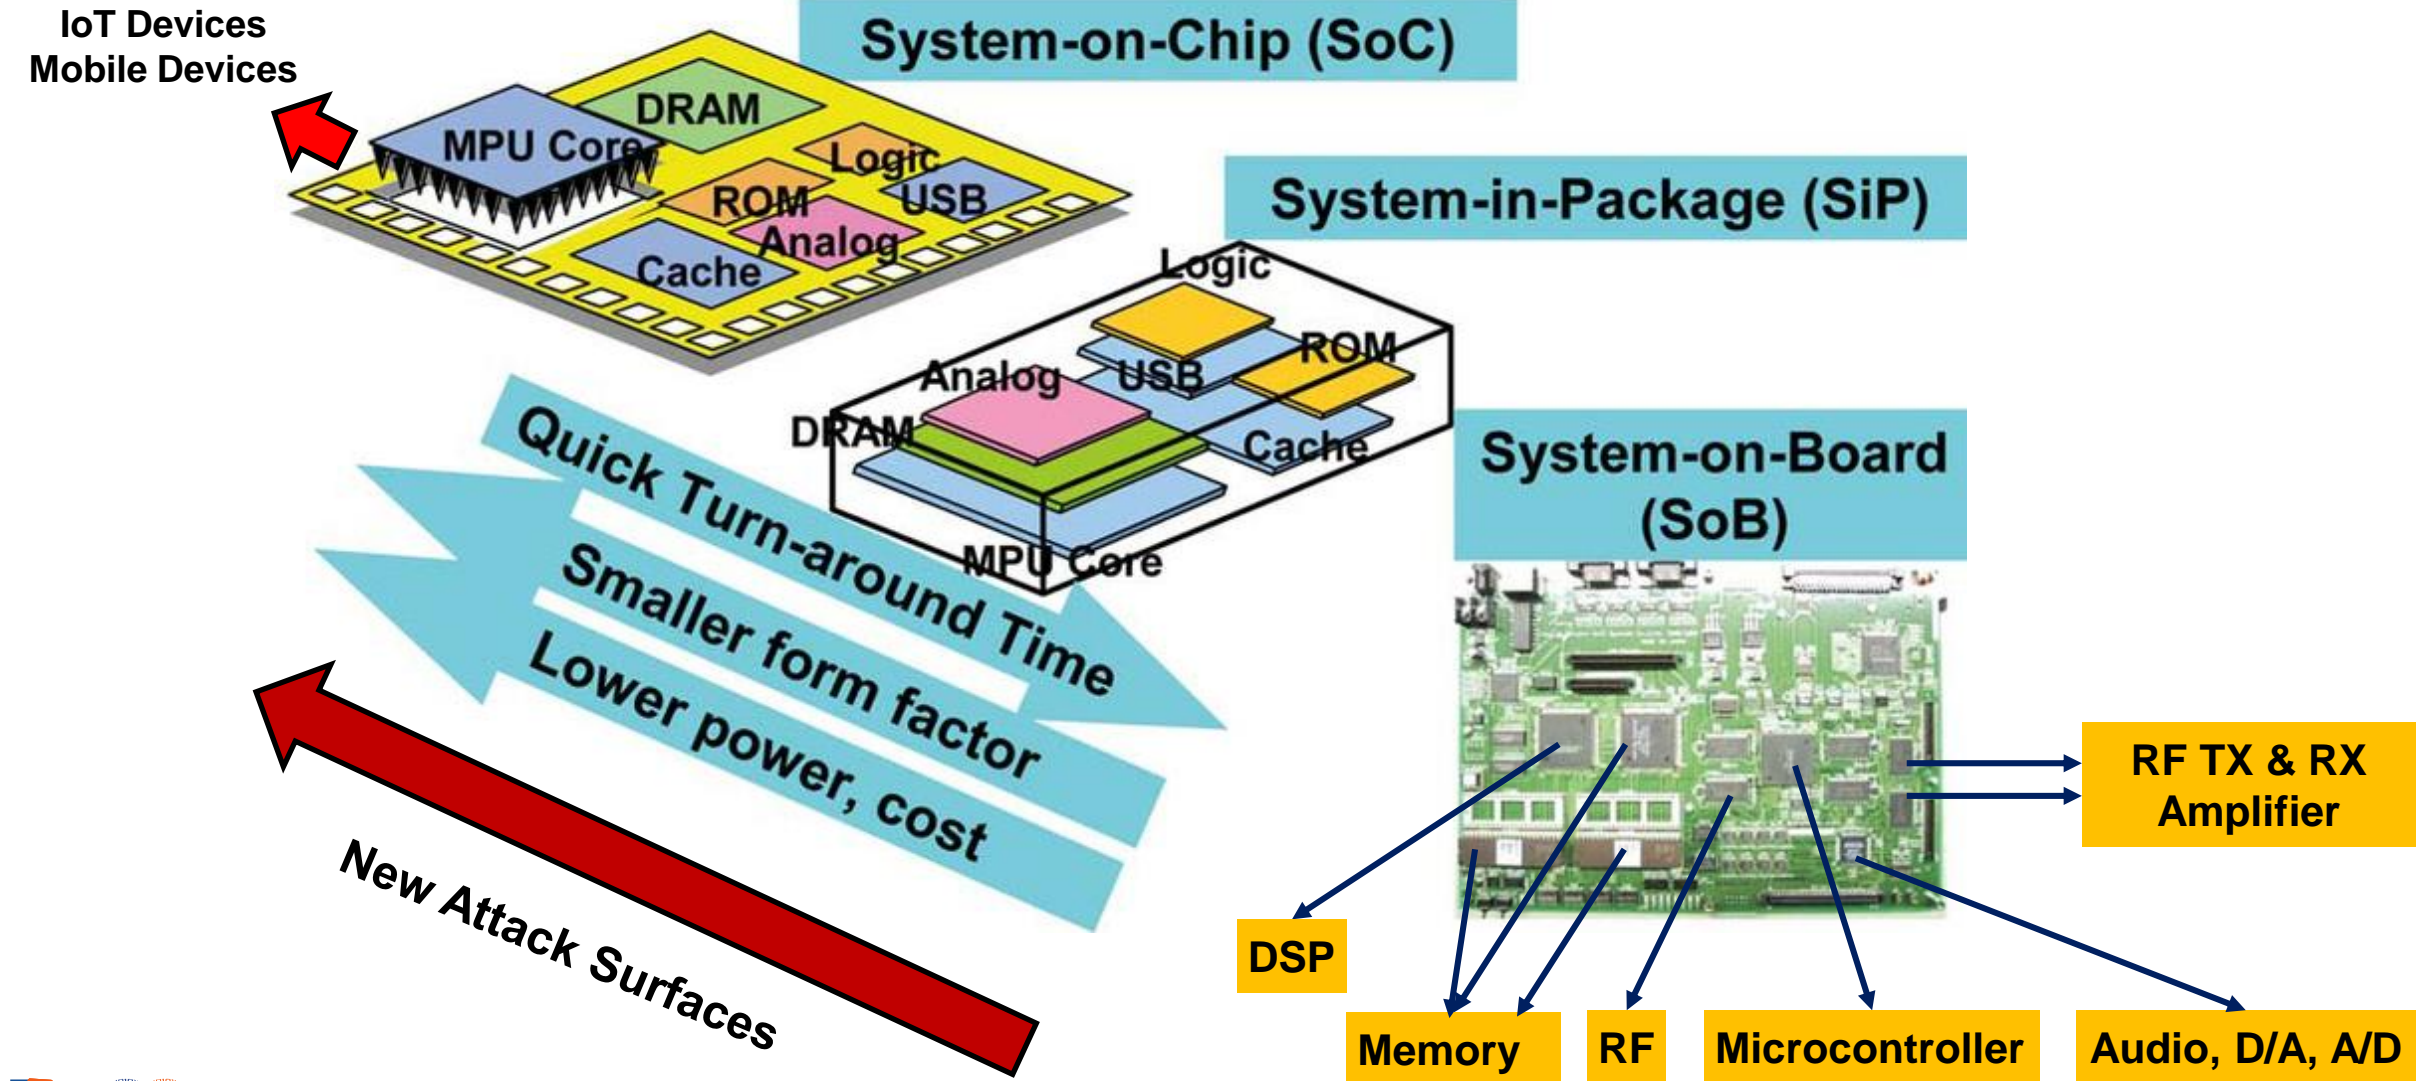 IoT Devices
Mobile Devices
System-on-Chip (SoC)
DRAM
MPU Core
Logic
ROM
USB
Analog
Cache
System-in-Package (SiP)
Logic
ROM
Analog
USB
DRAM
Cache
MPU Core
System-on-Board
(SoB)
Quick Turn-around Time
Smaller form factor
Lower power, cost
New Attack Surfaces
RF TX & RX
Amplifier
DSP
Memory
RF
Microcontroller
Audio, D/A, A/D